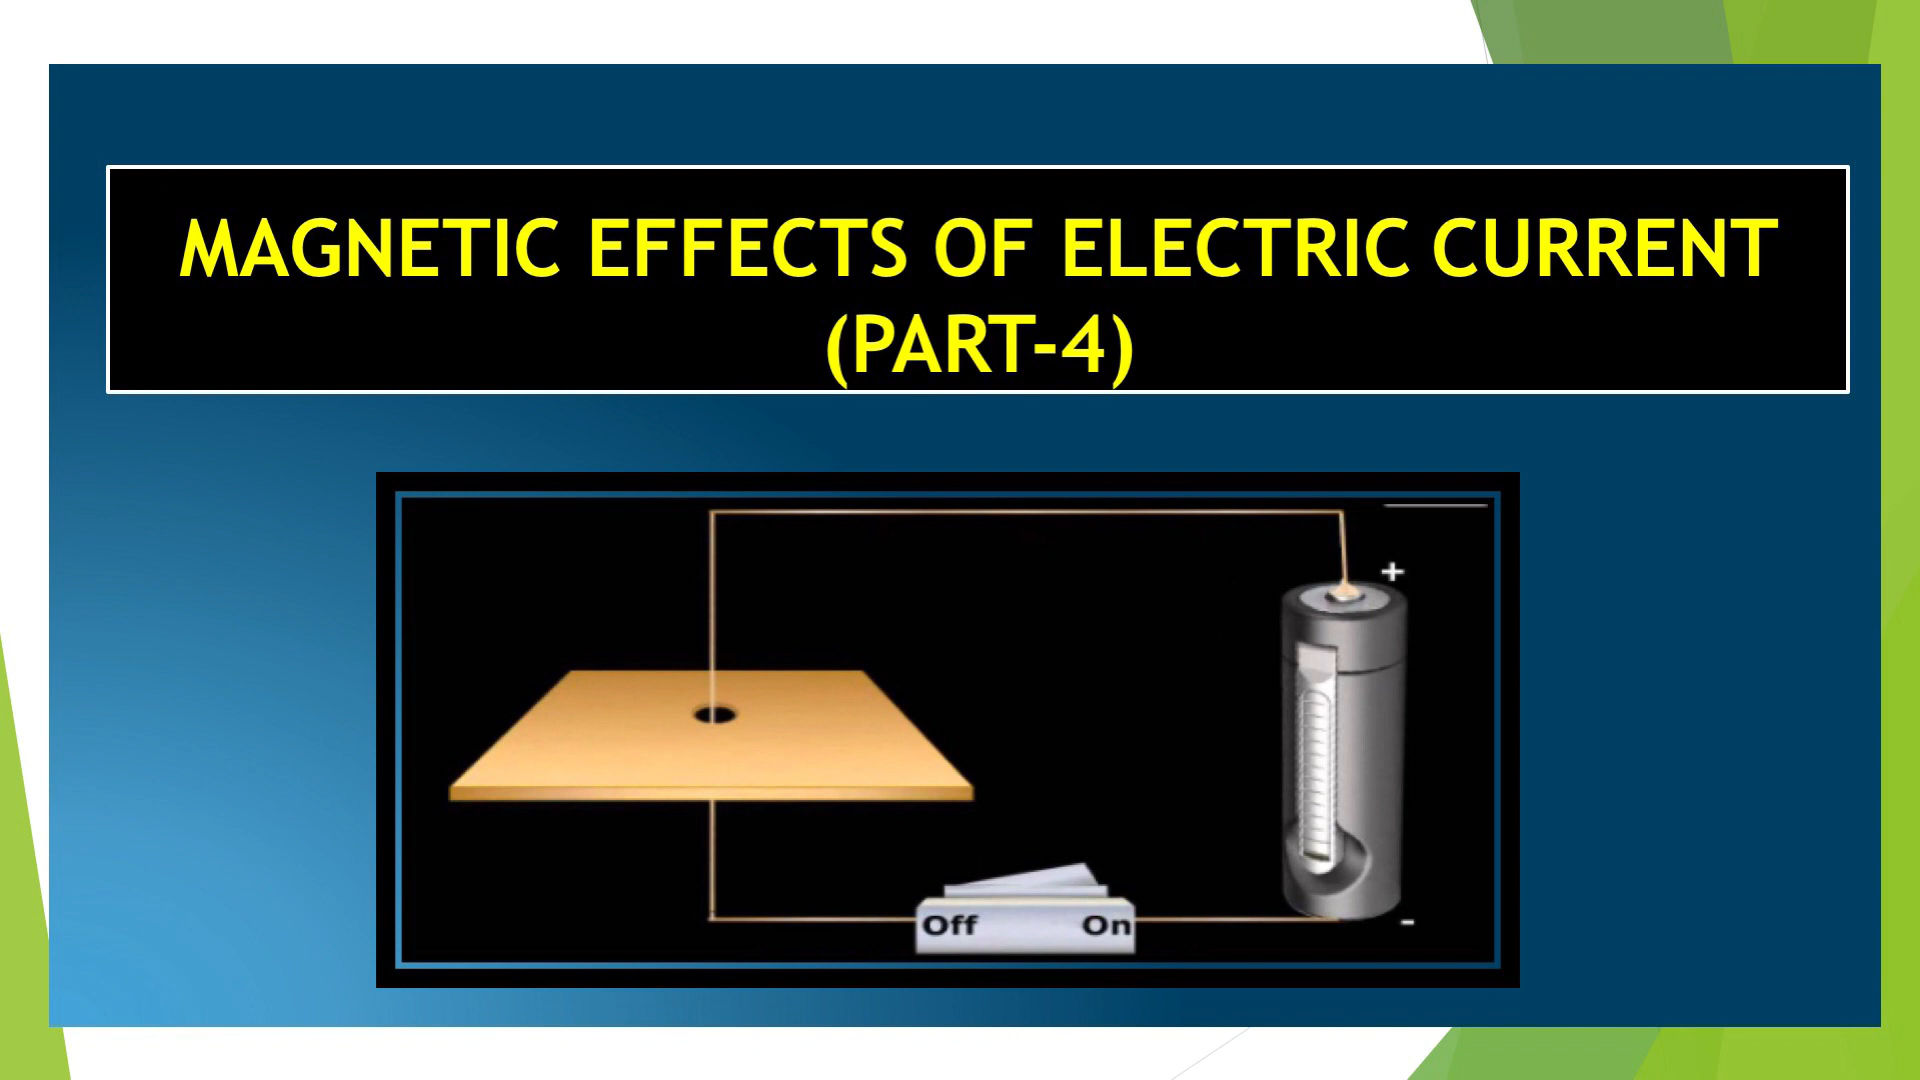 MAGNETIC EFFECTS OF ELECTRIC CURRENT
(PART-4)
+
Off On
-